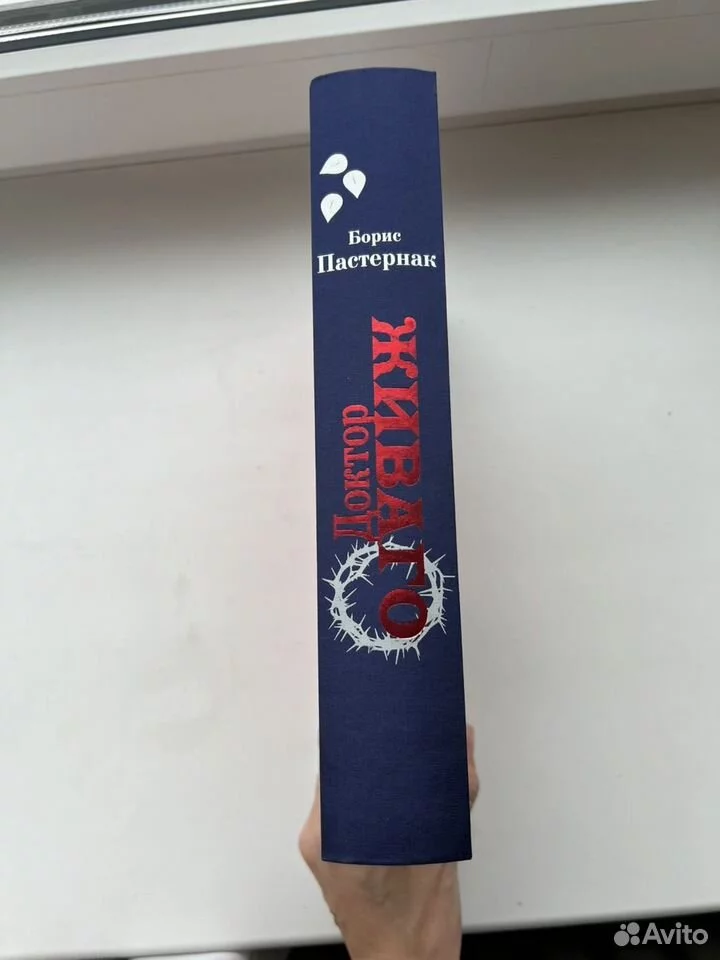 Борис
Пастернак
Доктор
ЖИВАГО
Avito